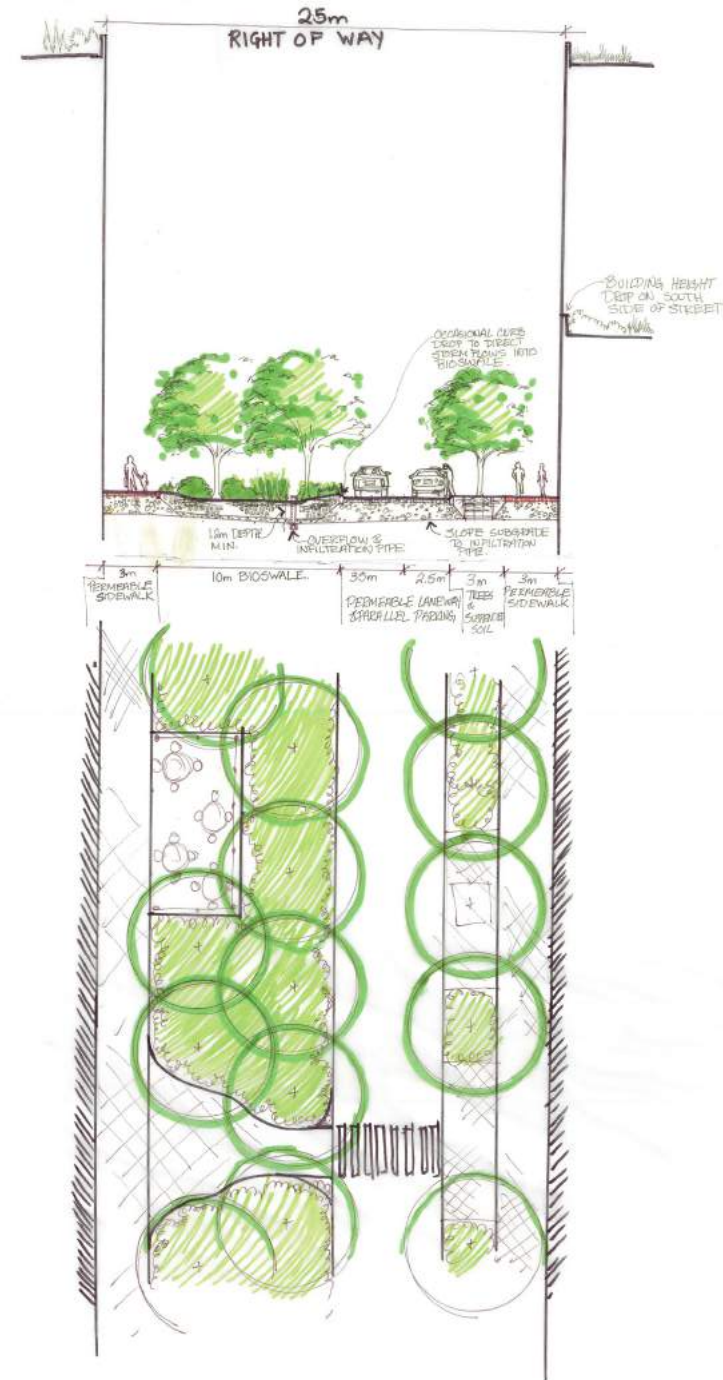 25m
RIGHT OF WAY
BUILDING HEIGHT
DROP ON SOUTH
SIDE OF STREET
OCCASIONAL CURB
DROP TO DIRECT
STORM FLOWS INTO
BIOSWALE.
1.2m DEPTH
MIN.
OVERFLOW &
INFILTRATION PIPE
SLOPE SUBGRADE
TO INFILTRATION
PIPE.
3m
PERMEABLE
SIDEWALK
10m BIOSWALE.
2.5m
PERMEABLE LANEWAY
& PARALLEL PARKING
3m
TREES
&
SOIL
3m
PERMEABLE
SIDEWALK